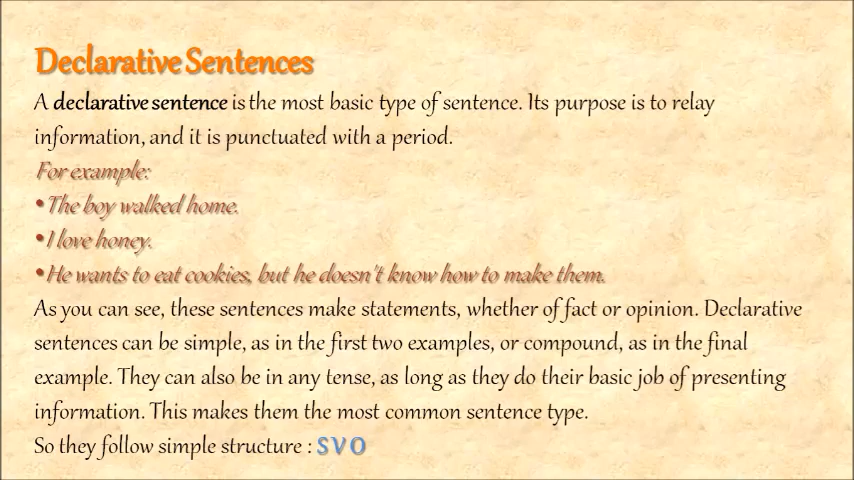 Declarative Sentences
A declarative sentence is the most basic type of sentence. Its purpose is to relay
information, and it is punctuated with a period.
For example:
•The boy walked home.
•I love honey.
•He wants to eat cookies, but he doesn't know how to make them.
As you can see, these sentences make statements, whether of fact or opinion. Declarative
sentences can be simple, as in the first two examples, or compound, as in the final
example. They can also be in any tense, as long as they do their basic job of presenting
information. This makes them the most common sentence type.
So they follow simple structure : S V O